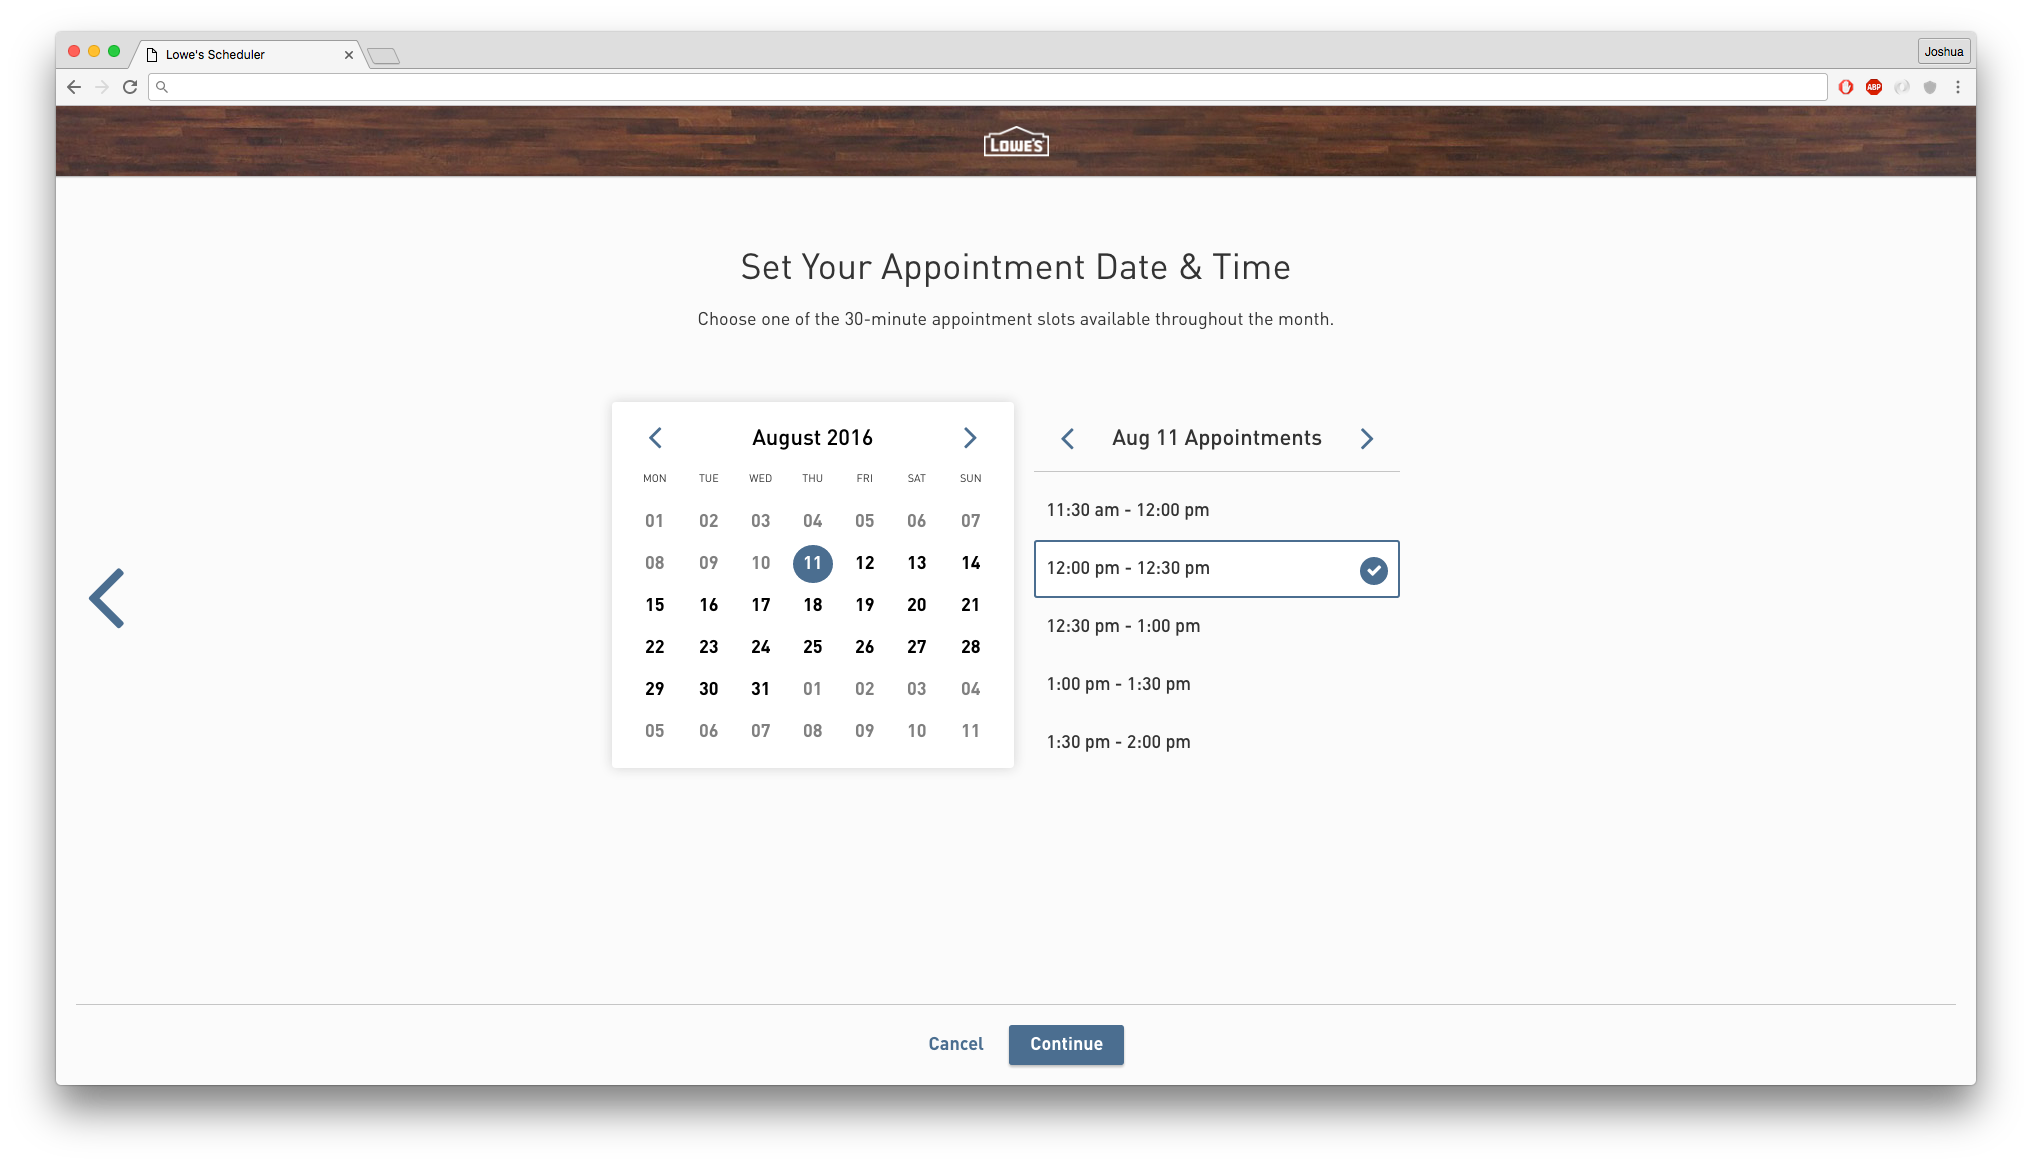 Lowe's Scheduler
Joshua
ABP
LOWE'S
Set Your Appointment Date & Time
Choose one of the 30-minute appointment slots available throughout the month.
August 2016
MON TUE WED THU FRI SAT SUN
01 02 03 04 05 06 07
08 09 10 11 12 13 14
15 16 17 18 19 20 21
22 23 24 25 26 27 28
29 30 31 01 02 03 04
05 06 07 08 09 10 11
Aug 11 Appointments
11:30 am - 12:00 pm
12:00 pm - 12:30 pm
12:30 pm - 1:00 pm
1:00 pm - 1:30 pm
1:30 pm - 2:00 pm
Cancel Continue